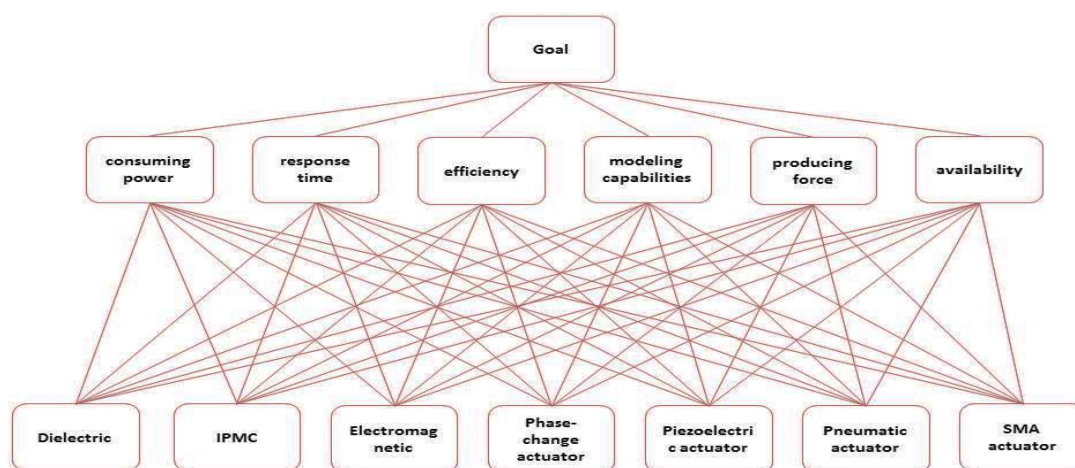 Goal
consuming
power
response
time
efficiency
modeling
capabilities
producing
force
availability
Dielectric
IPMC
Electromag
netic
Phase-
change
actuator
Piezoelectri
c actuator
Pneumatic
actuator
SMA
actuator